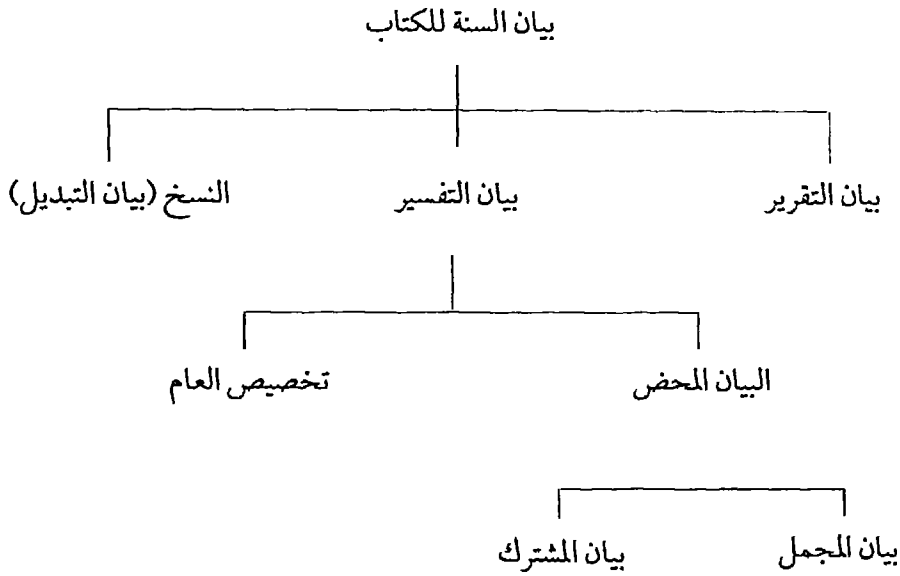 بيان السنة للكتاب
بيان التقرير
بيان التفسير
النسخ (بيان التبديل)
البيان المحض
تخصيص العام
بيان المجمل
بيان المشترك